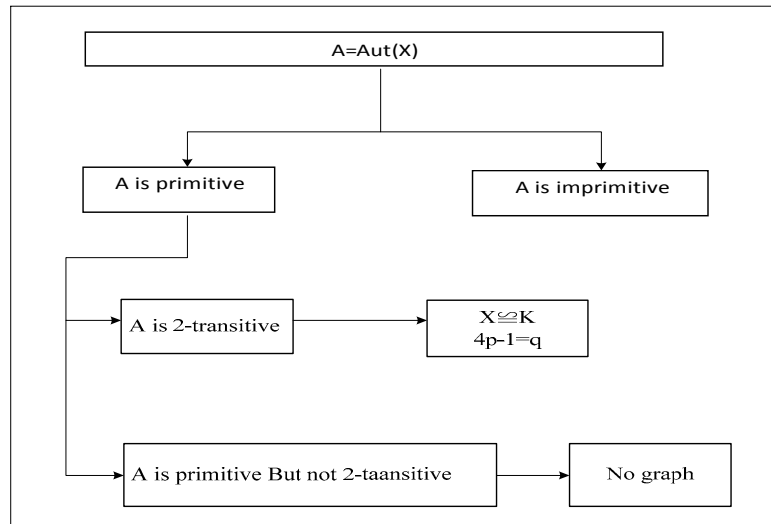 A=Aut(X)
A is primitive
A is imprimitive
A is 2-transitive
X≌K
4p-1=q
A is primitive But not 2-taansitive
No graph